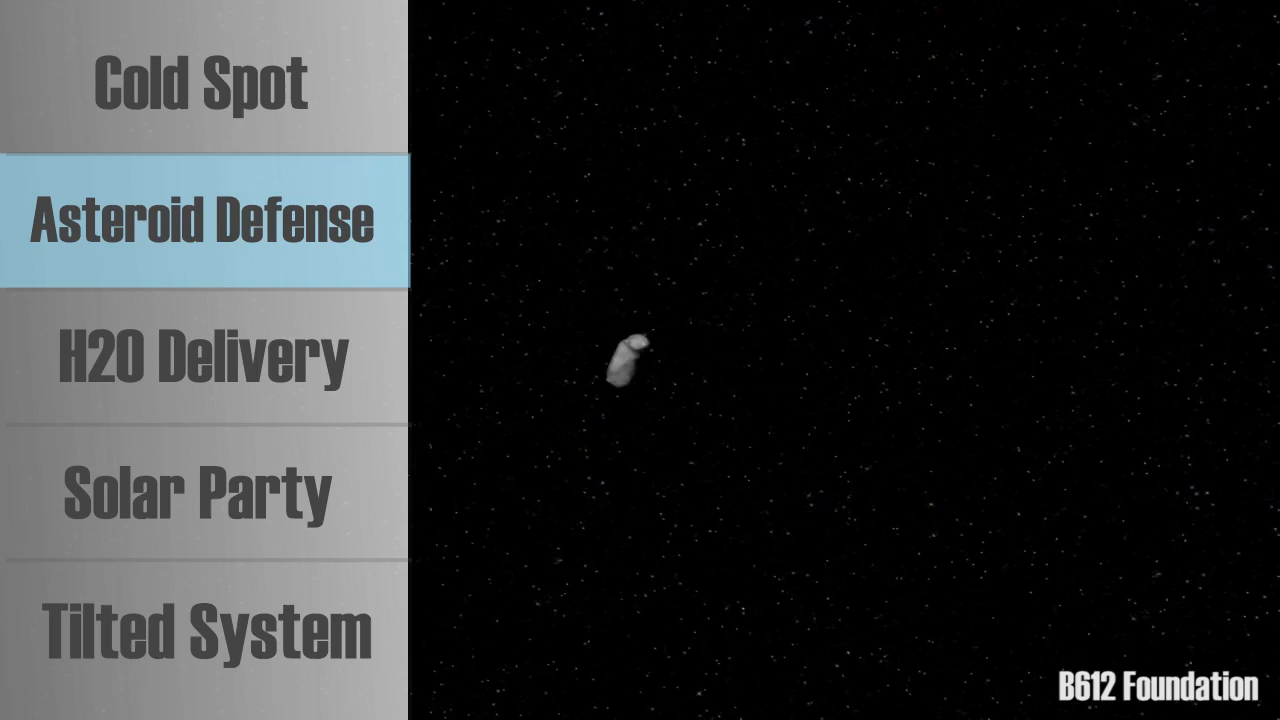 Cold Spot
Asteroid Defense
H2O Delivery
Solar Party
Tilted System
B612 Foundation